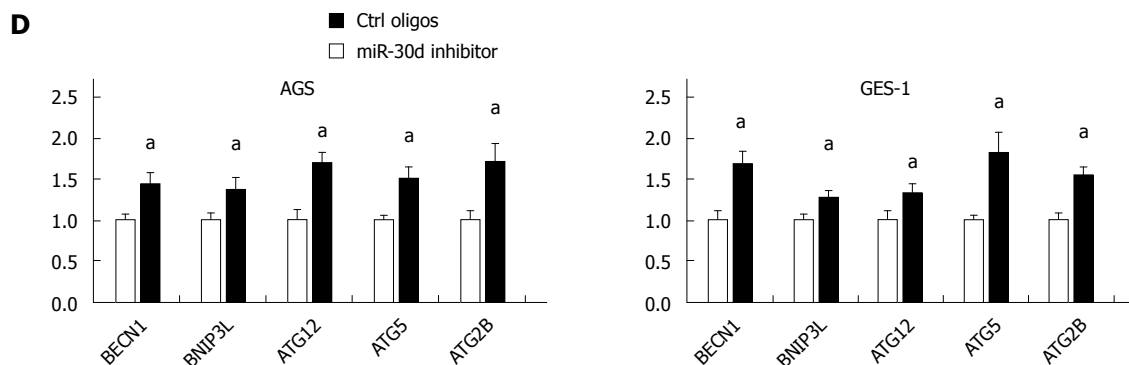 D
Ctrl oligos
miR-30d inhibitor
AGS
2.5
2.0
1.5
1.0
0.5
0.0
a
a
a
a
a
BECN1
BNIP3L
ATG12
ATG5
ATG2B
GES-1
2.5
2.0
1.5
1.0
0.5
0.0
a
a
a
a
a
BECN1
BNIP3L
ATG12
ATG5
ATG2B